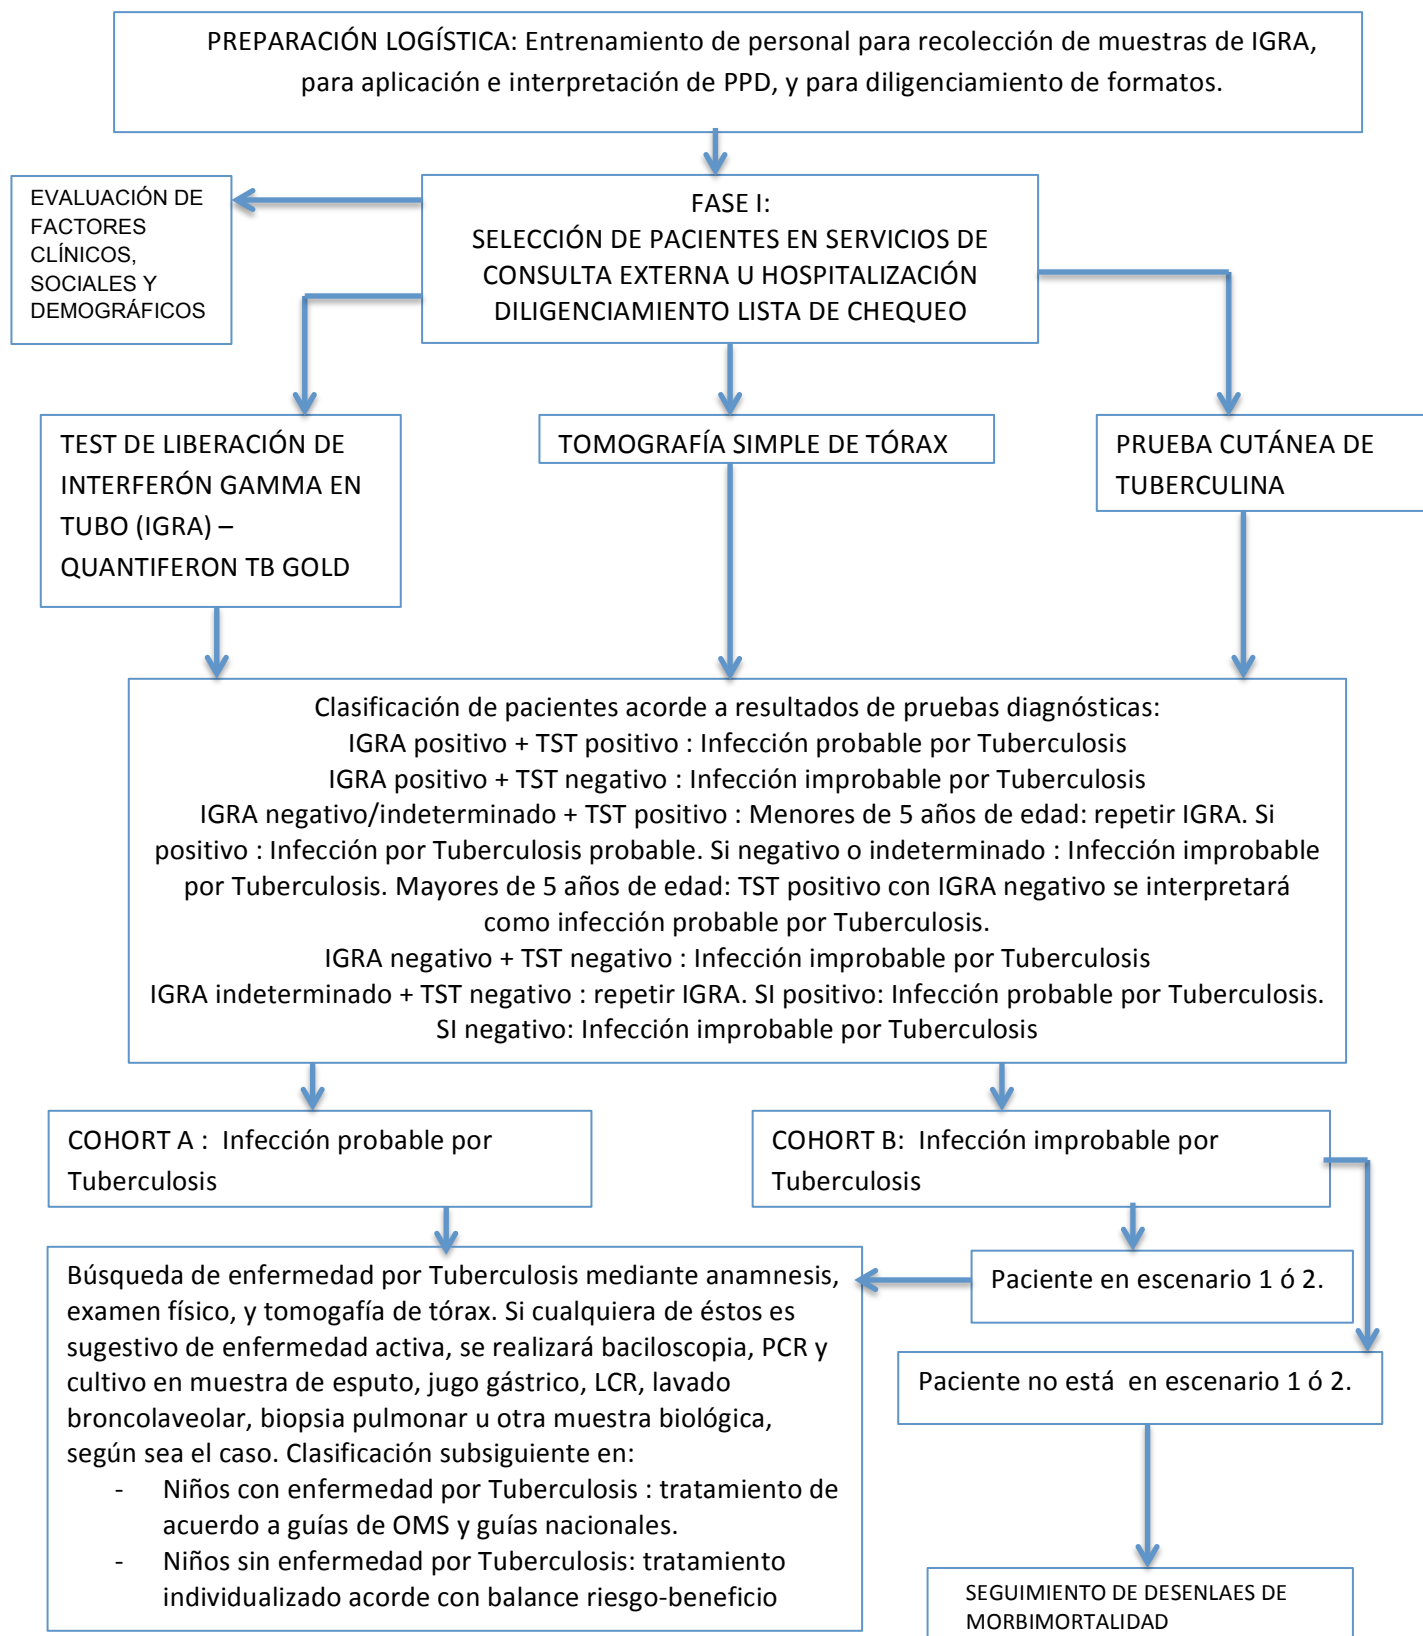 PREPARACIÓN LOGÍSTICA: Entrenamiento de personal para recolección de muestras de IGRA,
para aplicación e interpretación de PPD, y para diligenciamiento de formatos.
EVALUACIÓN DE
FACTORES
CLÍNICOS,
SOCIALES Y
DEMOGRÁFICOS
FASE I:
SELECCIÓN DE PACIENTES EN SERVICIOS DE
CONSULTA EXTERNA U HOSPITALIZACIÓN
DILIGENCIAMIENTO LISTA DE CHEQUEO
TEST DE LIBERACIÓN DE
INTERFERÓN GAMMA EN
TUBO (IGRA) –
QUANTIFERON TB GOLD
TOMOGRAFÍA SIMPLE DE TÓRAX
PRUEBA CUTÁNEA DE
TUBERCULINA
Clasificación de pacientes acorde a resultados de pruebas diagnósticas:
IGRA positivo + TST positivo : Infección probable por Tuberculosis
IGRA positivo + TST negativo : Infección improbable por Tuberculosis
IGRA negativo/indeterminado + TST positivo : Menores de 5 años de edad: repetir IGRA. Si
positivo : Infección por Tuberculosis probable. Si negativo o indeterminado : Infección improbable
por Tuberculosis. Mayores de 5 años de edad: TST positivo con IGRA negativo se interpretará
como infección probable por Tuberculosis.
IGRA negativo + TST negativo : Infección improbable por Tuberculosis
IGRA indeterminado + TST negativo : repetir IGRA. SI positivo: Infección probable por Tuberculosis.
SI negativo: Infección improbable por Tuberculosis
COHORT A :  Infección probable por
Tuberculosis
COHORT B:  Infección improbable por
Tuberculosis
Búsqueda de enfermedad por Tuberculosis mediante anamnesis,
examen físico, y tomogafía de tórax. Si cualquiera de éstos es
sugestivo de enfermedad activa, se realizará baciloscopia, PCR y
cultivo en muestra de esputo, jugo gástrico, LCR, lavado
broncolaveolar, biopsia pulmonar u otra muestra biológica,
según sea el caso. Clasificación subsiguiente en:
- Niños con enfermedad por Tuberculosis : tratamiento de
acuerdo a guías de OMS y guías nacionales.
- Niños sin enfermedad por Tuberculosis: tratamiento
individualizado acorde con balance riesgo-beneficio
Paciente en escenario 1 ó 2.
Paciente no está  en escenario 1 ó 2.
SEGUIMIENTO DE DESENLAES DE
MORBIMORTALIDAD